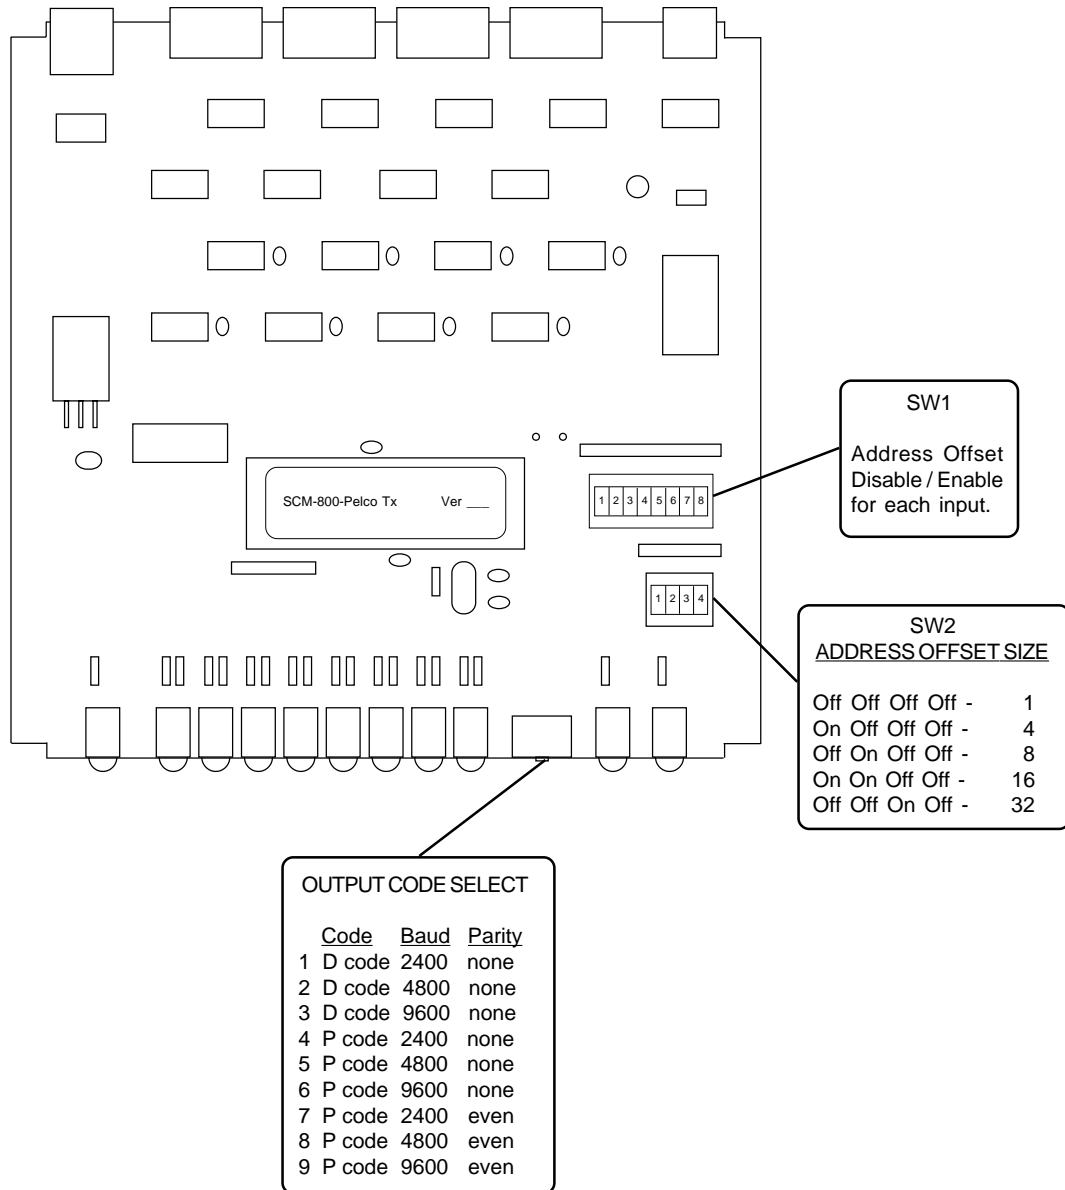 SW1
Address Offset
Disable / Enable
for each input.
1 2 3 4 5 6 7 8
SCM-800-Pelco Tx Ver ___
1 2 3 4
SW2
ADDRESS OFFSET SIZE
Off Off Off Off - 1
On Off Off Off - 4
Off On Off Off - 8
On On Off Off - 16
Off Off On Off - 32
OUTPUT CODE SELECT
Code Baud Parity
1 D code 2400 none
2 D code 4800 none
3 D code 9600 none
4 P code 2400 none
5 P code 4800 none
6 P code 9600 none
7 P code 2400 even
8 P code 4800 even
9 P code 9600 even